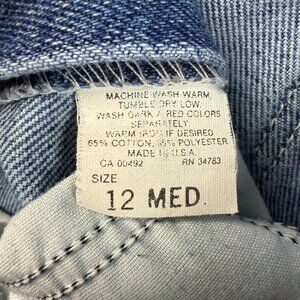 MACHINE WASH WARM,
TUMBLE DRY LOW.
WASH DARK & RED COLORS
SEPARATELY.
WARM IRON IF DESIRED
65% COTTON, 35% POLYESTER
MADE IN U.S.A.
CA 00492 RN 34783
SIZE
12 MED.